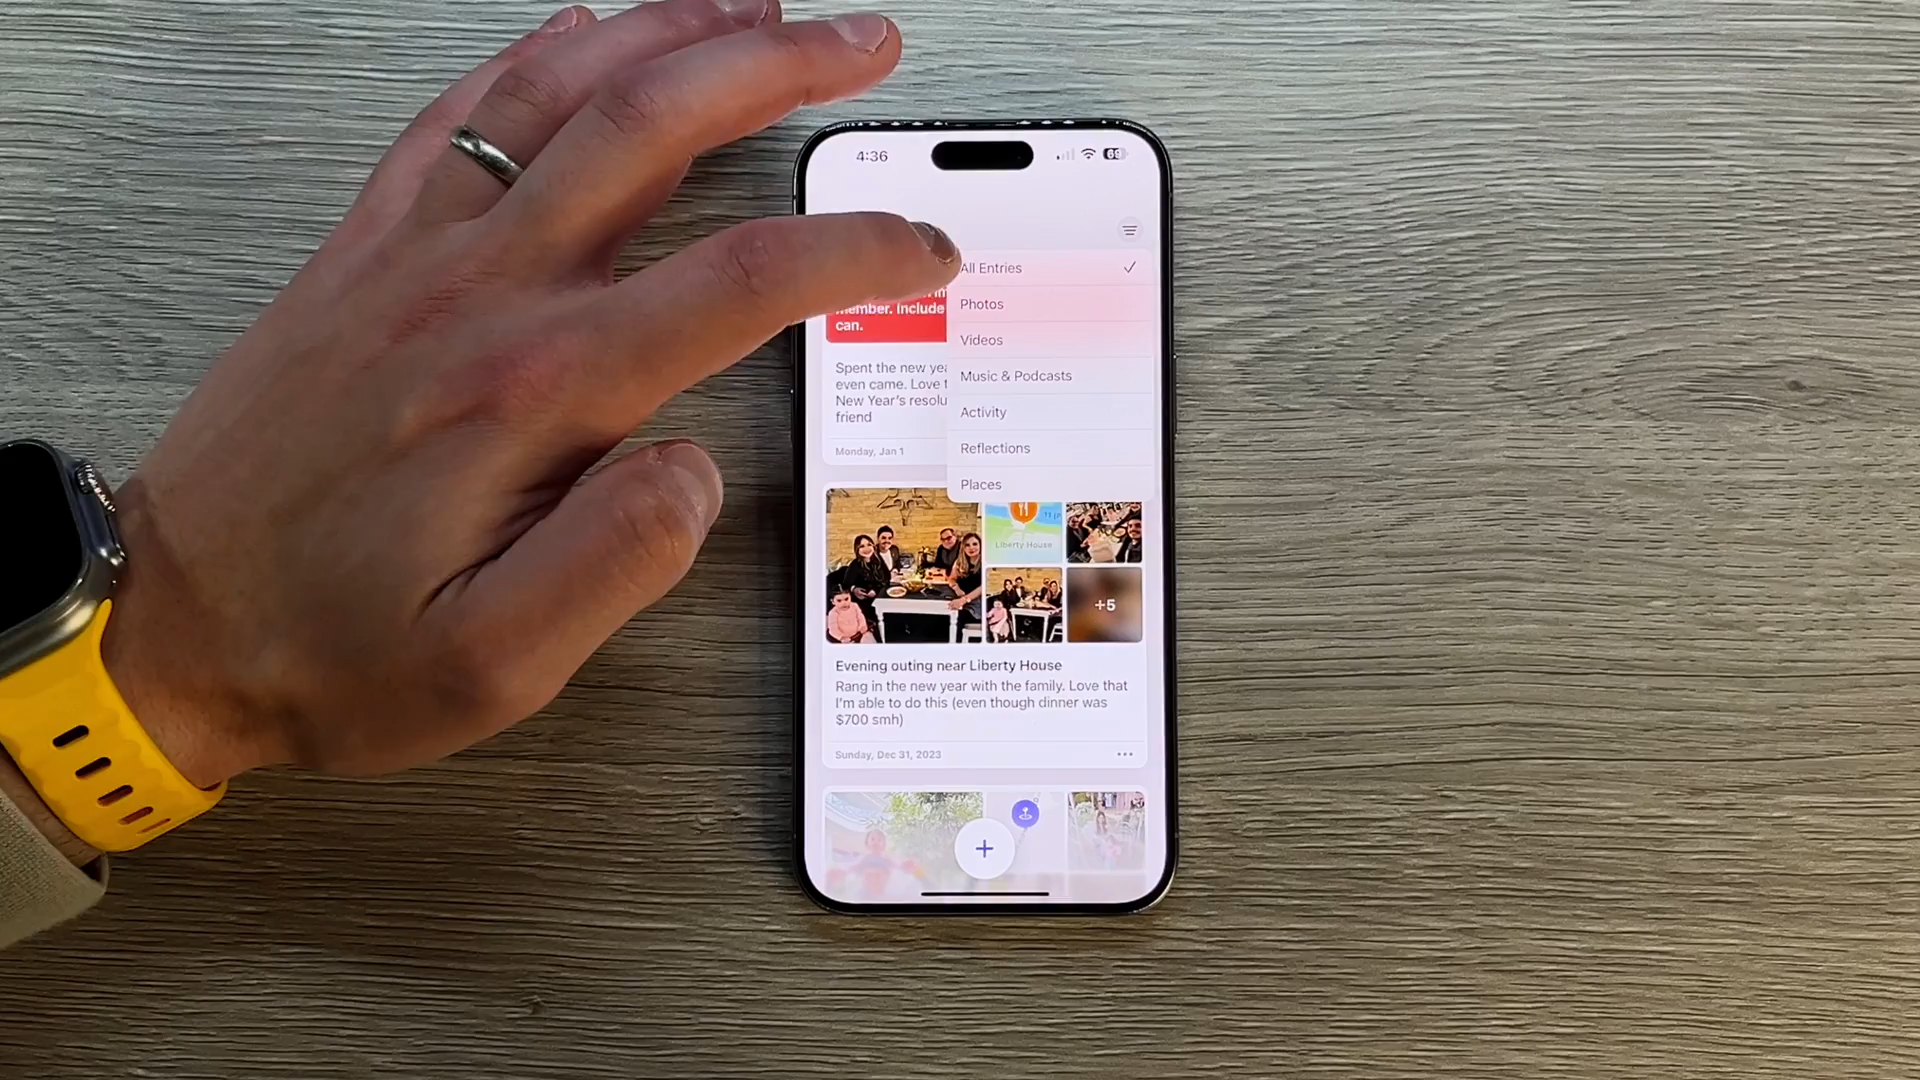 4:36
69
All Entries
member. Include
can.
Photos
Videos
Spent the new yea
even came. Love t
New Year's resolu
friend
Music & Podcasts
Activity
Monday, Jan 1
Reflections
Places
Liberty House
+5
Evening outing near Liberty House
Rang in the new year with the family. Love that
I'm able to do this (even though dinner was
$700 smh)
Sunday, Dec 31, 2023